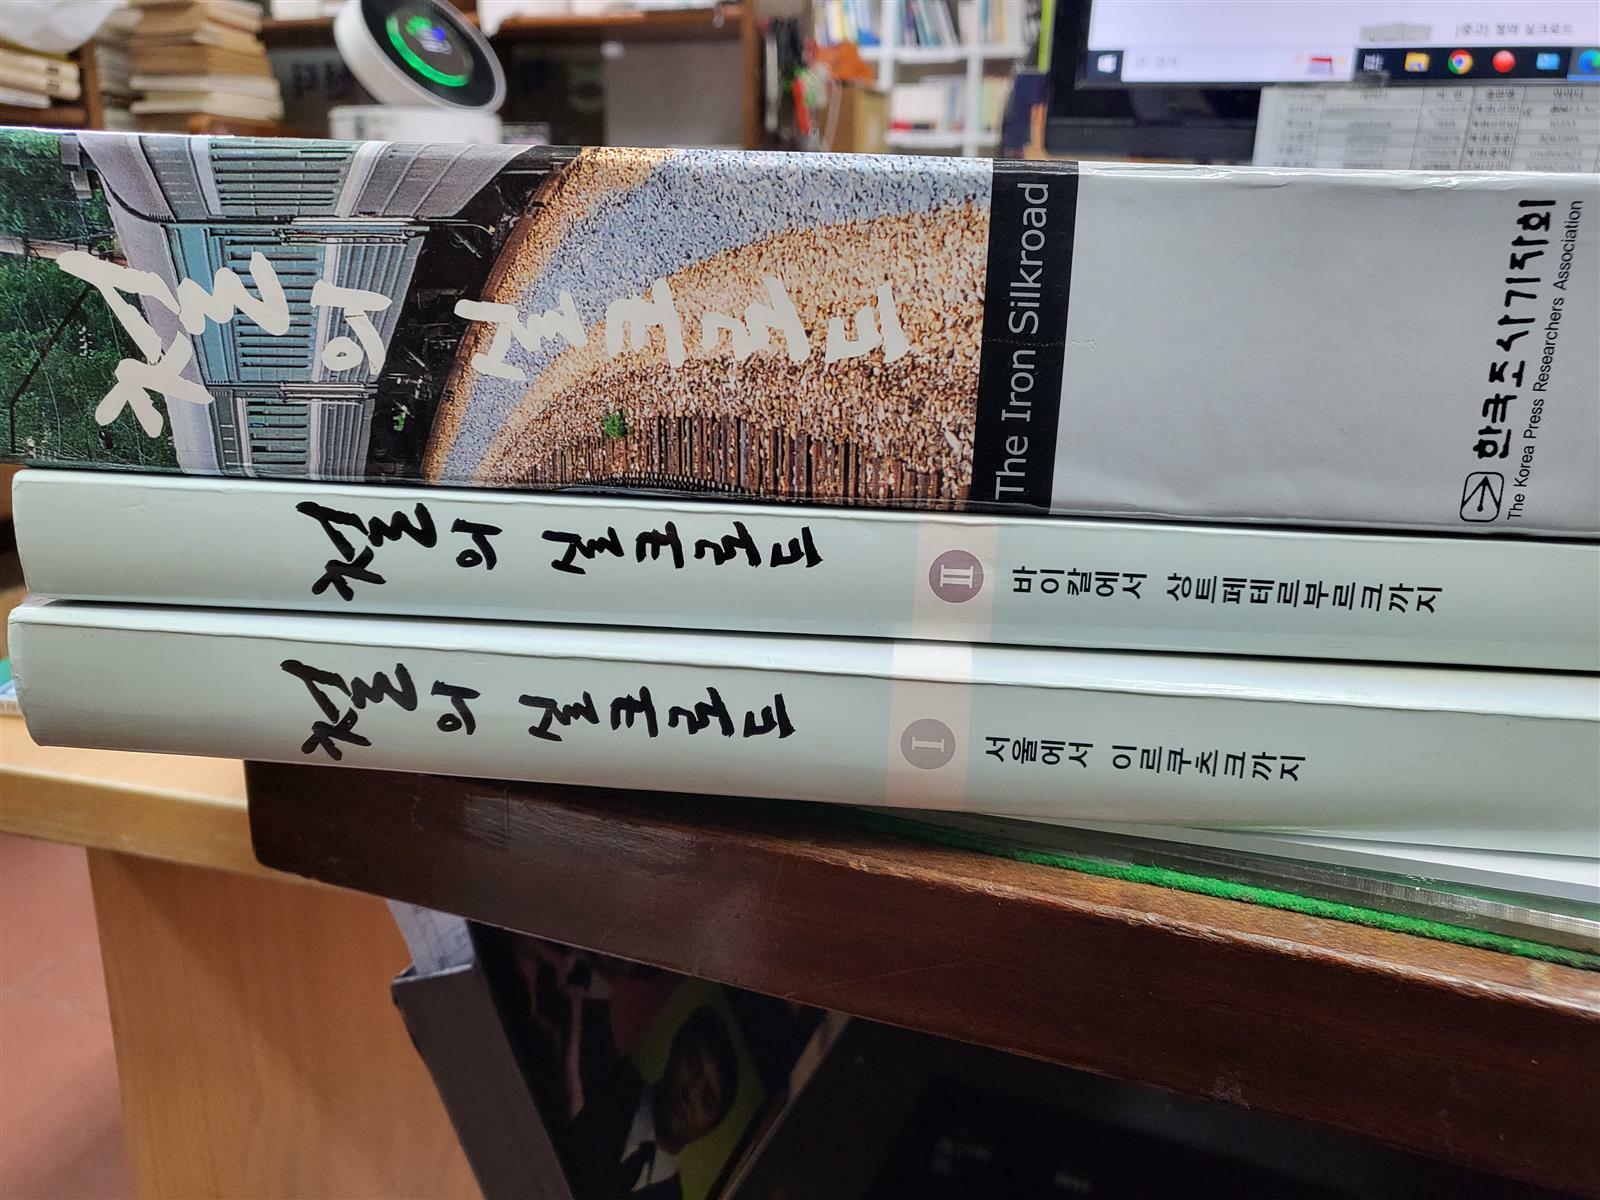 철의 실크로드
The Iron Silkroad
한국조사기자회
The Korea Press Researchers Association
철의 실크로드
II
바이칼에서 상트페테르부르크까지
철의 실크로드
I
서울에서 이르쿠츠크까지